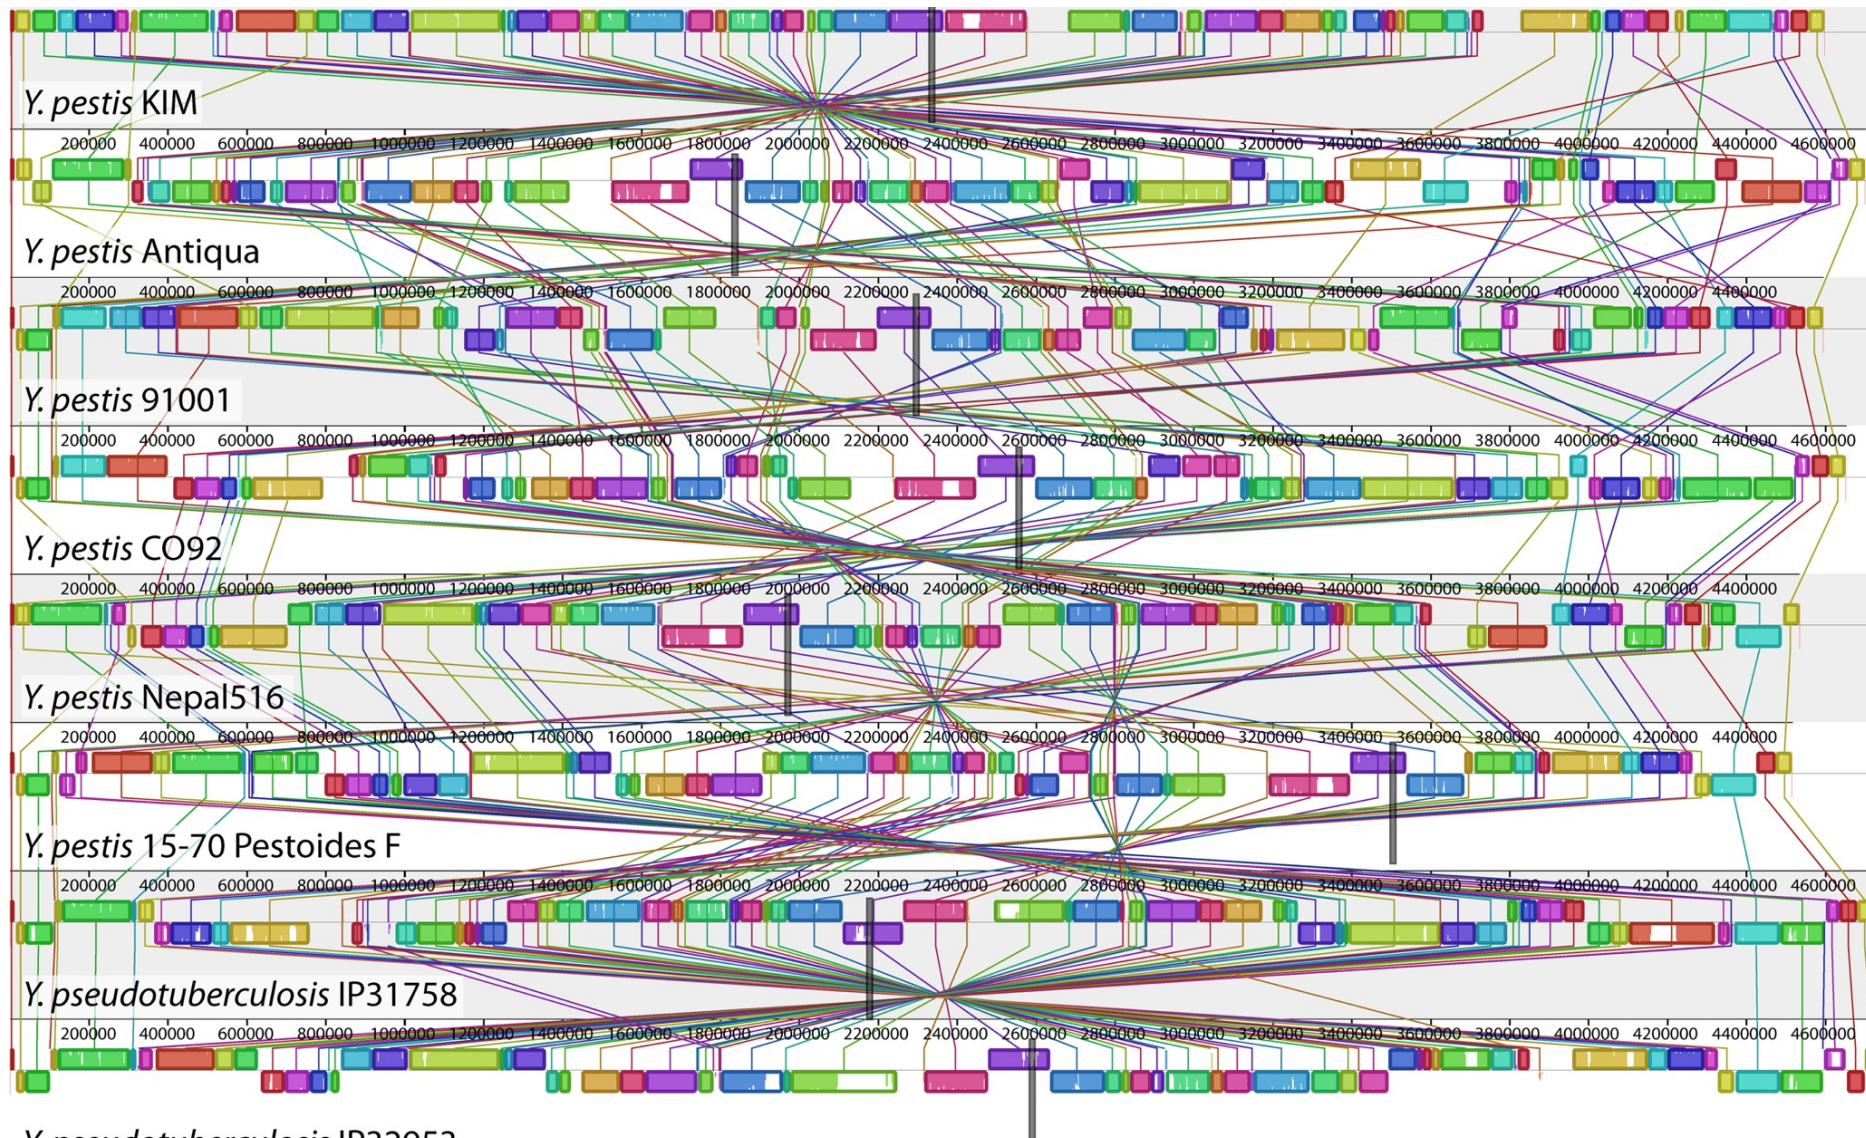 Y. pestis KIM
200000 400000 600000 800000 1000000 1200000 1400000 1600000 1800000 2000000 2200000 2400000 2600000 2800000 3000000 3200000 3400000 3600000 3800000 4000000 4200000 4400000 4600000
Y. pestis Antiqua
200000 400000 600000 800000 1000000 1200000 1400000 1600000 1800000 2000000 2200000 2400000 2600000 2800000 3000000 3200000 3400000 3600000 3800000 4000000 4200000 4400000
Y. pestis 91001
200000 400000 600000 800000 1000000 1200000 1400000 1600000 1800000 2000000 2200000 2400000 2600000 2800000 3000000 3200000 3400000 3600000 3800000 4000000 4200000 4400000 4600000
Y. pestis CO92
200000 400000 600000 800000 1000000 1200000 1400000 1600000 1800000 2000000 2200000 2400000 2600000 2800000 3000000 3200000 3400000 3600000 3800000 4000000 4200000 4400000
Y. pestis Nepal516
200000 400000 600000 800000 1000000 1200000 1400000 1600000 1800000 2000000 2200000 2400000 2600000 2800000 3000000 3200000 3400000 3600000 3800000 4000000 4200000 4400000
Y. pestis 15-70 Pestoides F
200000 400000 600000 800000 1000000 1200000 1400000 1600000 1800000 2000000 2200000 2400000 2600000 2800000 3000000 3200000 3400000 3600000 3800000 4000000 4200000 4400000 4600000
Y. pseudotuberculosis IP31758
200000 400000 600000 800000 1000000 1200000 1400000 1600000 1800000 2000000 2200000 2400000 2600000 2800000 3000000 3200000 3400000 3600000 3800000 4000000 4200000 4400000 4600000
Y. pseudotuberculosis IP32953